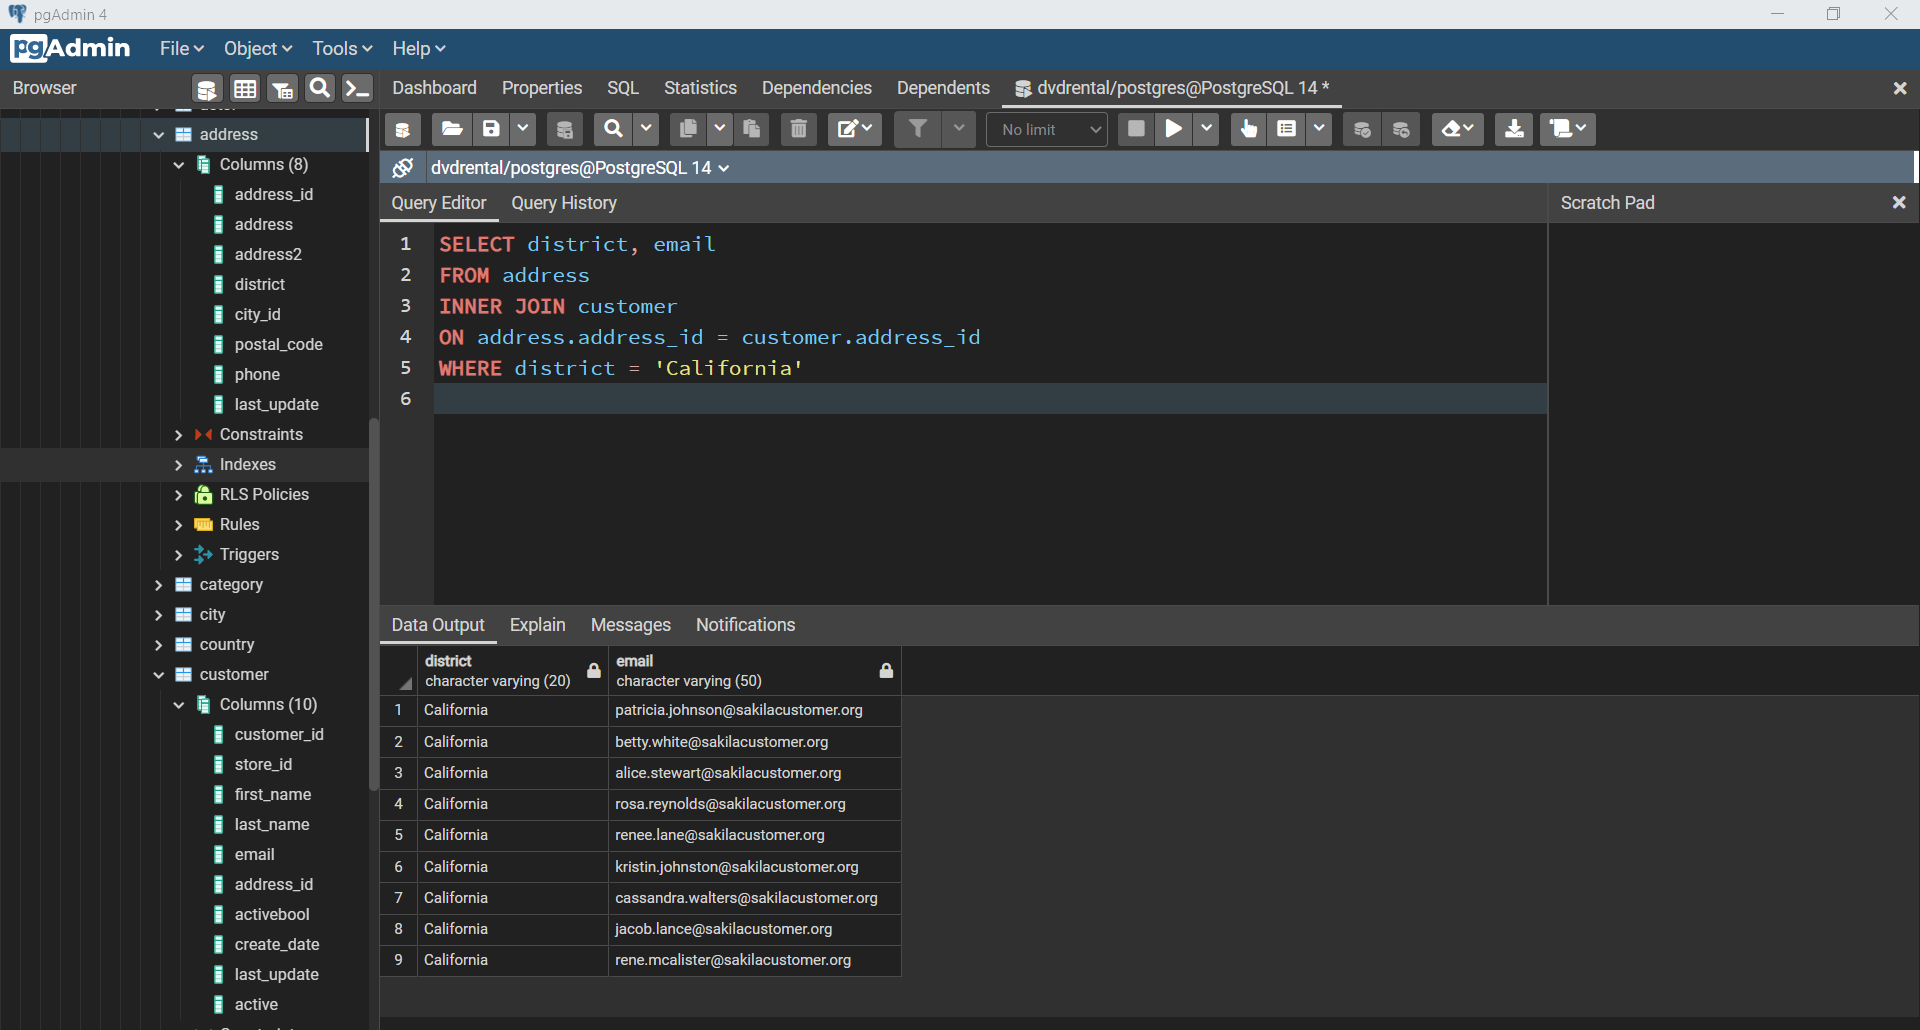 pgAdmin 4
pgAdmin File Object Tools Help
Browser
Dashboard Properties SQL Statistics Dependencies Dependents dvdrental/postgres@PostgreSQL 14 *
No limit
dvdrental/postgres@PostgreSQL 14
Query Editor Query History
Scratch Pad
1 SELECT district, email
2 FROM address
3 INNER JOIN customer
4 ON address.address_id = customer.address_id
5 WHERE district = 'California'
6
address
Columns (8)
address_id
address
address2
district
city_id
postal_code
phone
last_update
Constraints
Indexes
RLS Policies
Rules
Triggers
category
city
country
customer
Columns (10)
customer_id
store_id
first_name
last_name
email
address_id
activebool
create_date
last_update
active
Data Output Explain Messages Notifications
district email
character varying (20) character varying (50)
1 California patricia.johnson@sakilacustomer.org
2 California betty.white@sakilacustomer.org
3 California alice.stewart@sakilacustomer.org
4 California rosa.reynolds@sakilacustomer.org
5 California renee.lane@sakilacustomer.org
6 California kristin.johnston@sakilacustomer.org
7 California cassandra.walters@sakilacustomer.org
8 California jacob.lance@sakilacustomer.org
9 California rene.mcalister@sakilacustomer.org